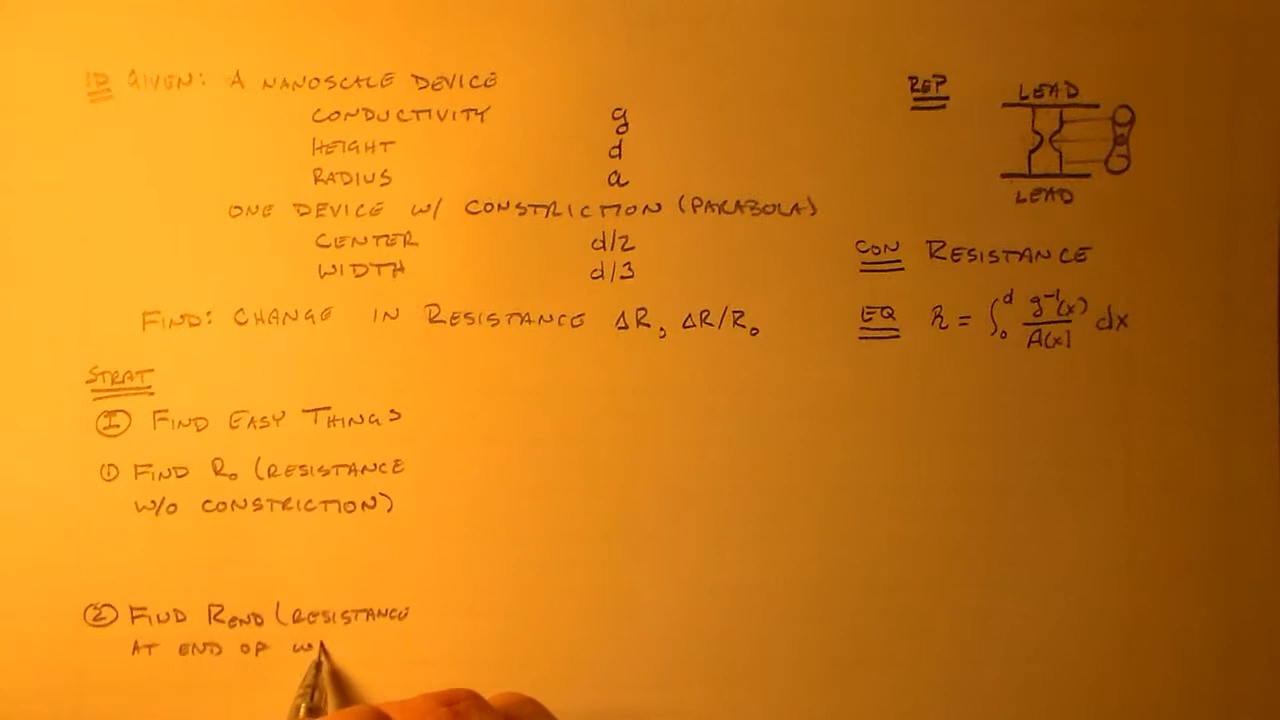 ID GIVEN: A NANOSCALE DEVICE
CONDUCTIVITY g
HEIGHT d
RADIUS a
ONE DEVICE W/ CONSTRICTION (PARABOLA)
CENTER d/2
WIDTH d/3
FIND: CHANGE IN RESISTANCE ΔR, ΔR/R₀
REP
LEAD
LEAD
CON RESISTANCE
EQ R = ∫₀ᵈ g⁻¹(x)/A(x) dx
STRAT
Ⓘ FIND EASY THINGS
① FIND R₀ (RESISTANCE
W/O CONSTRICTION)
② FIND REND (RESISTANCE
AT END OF W/